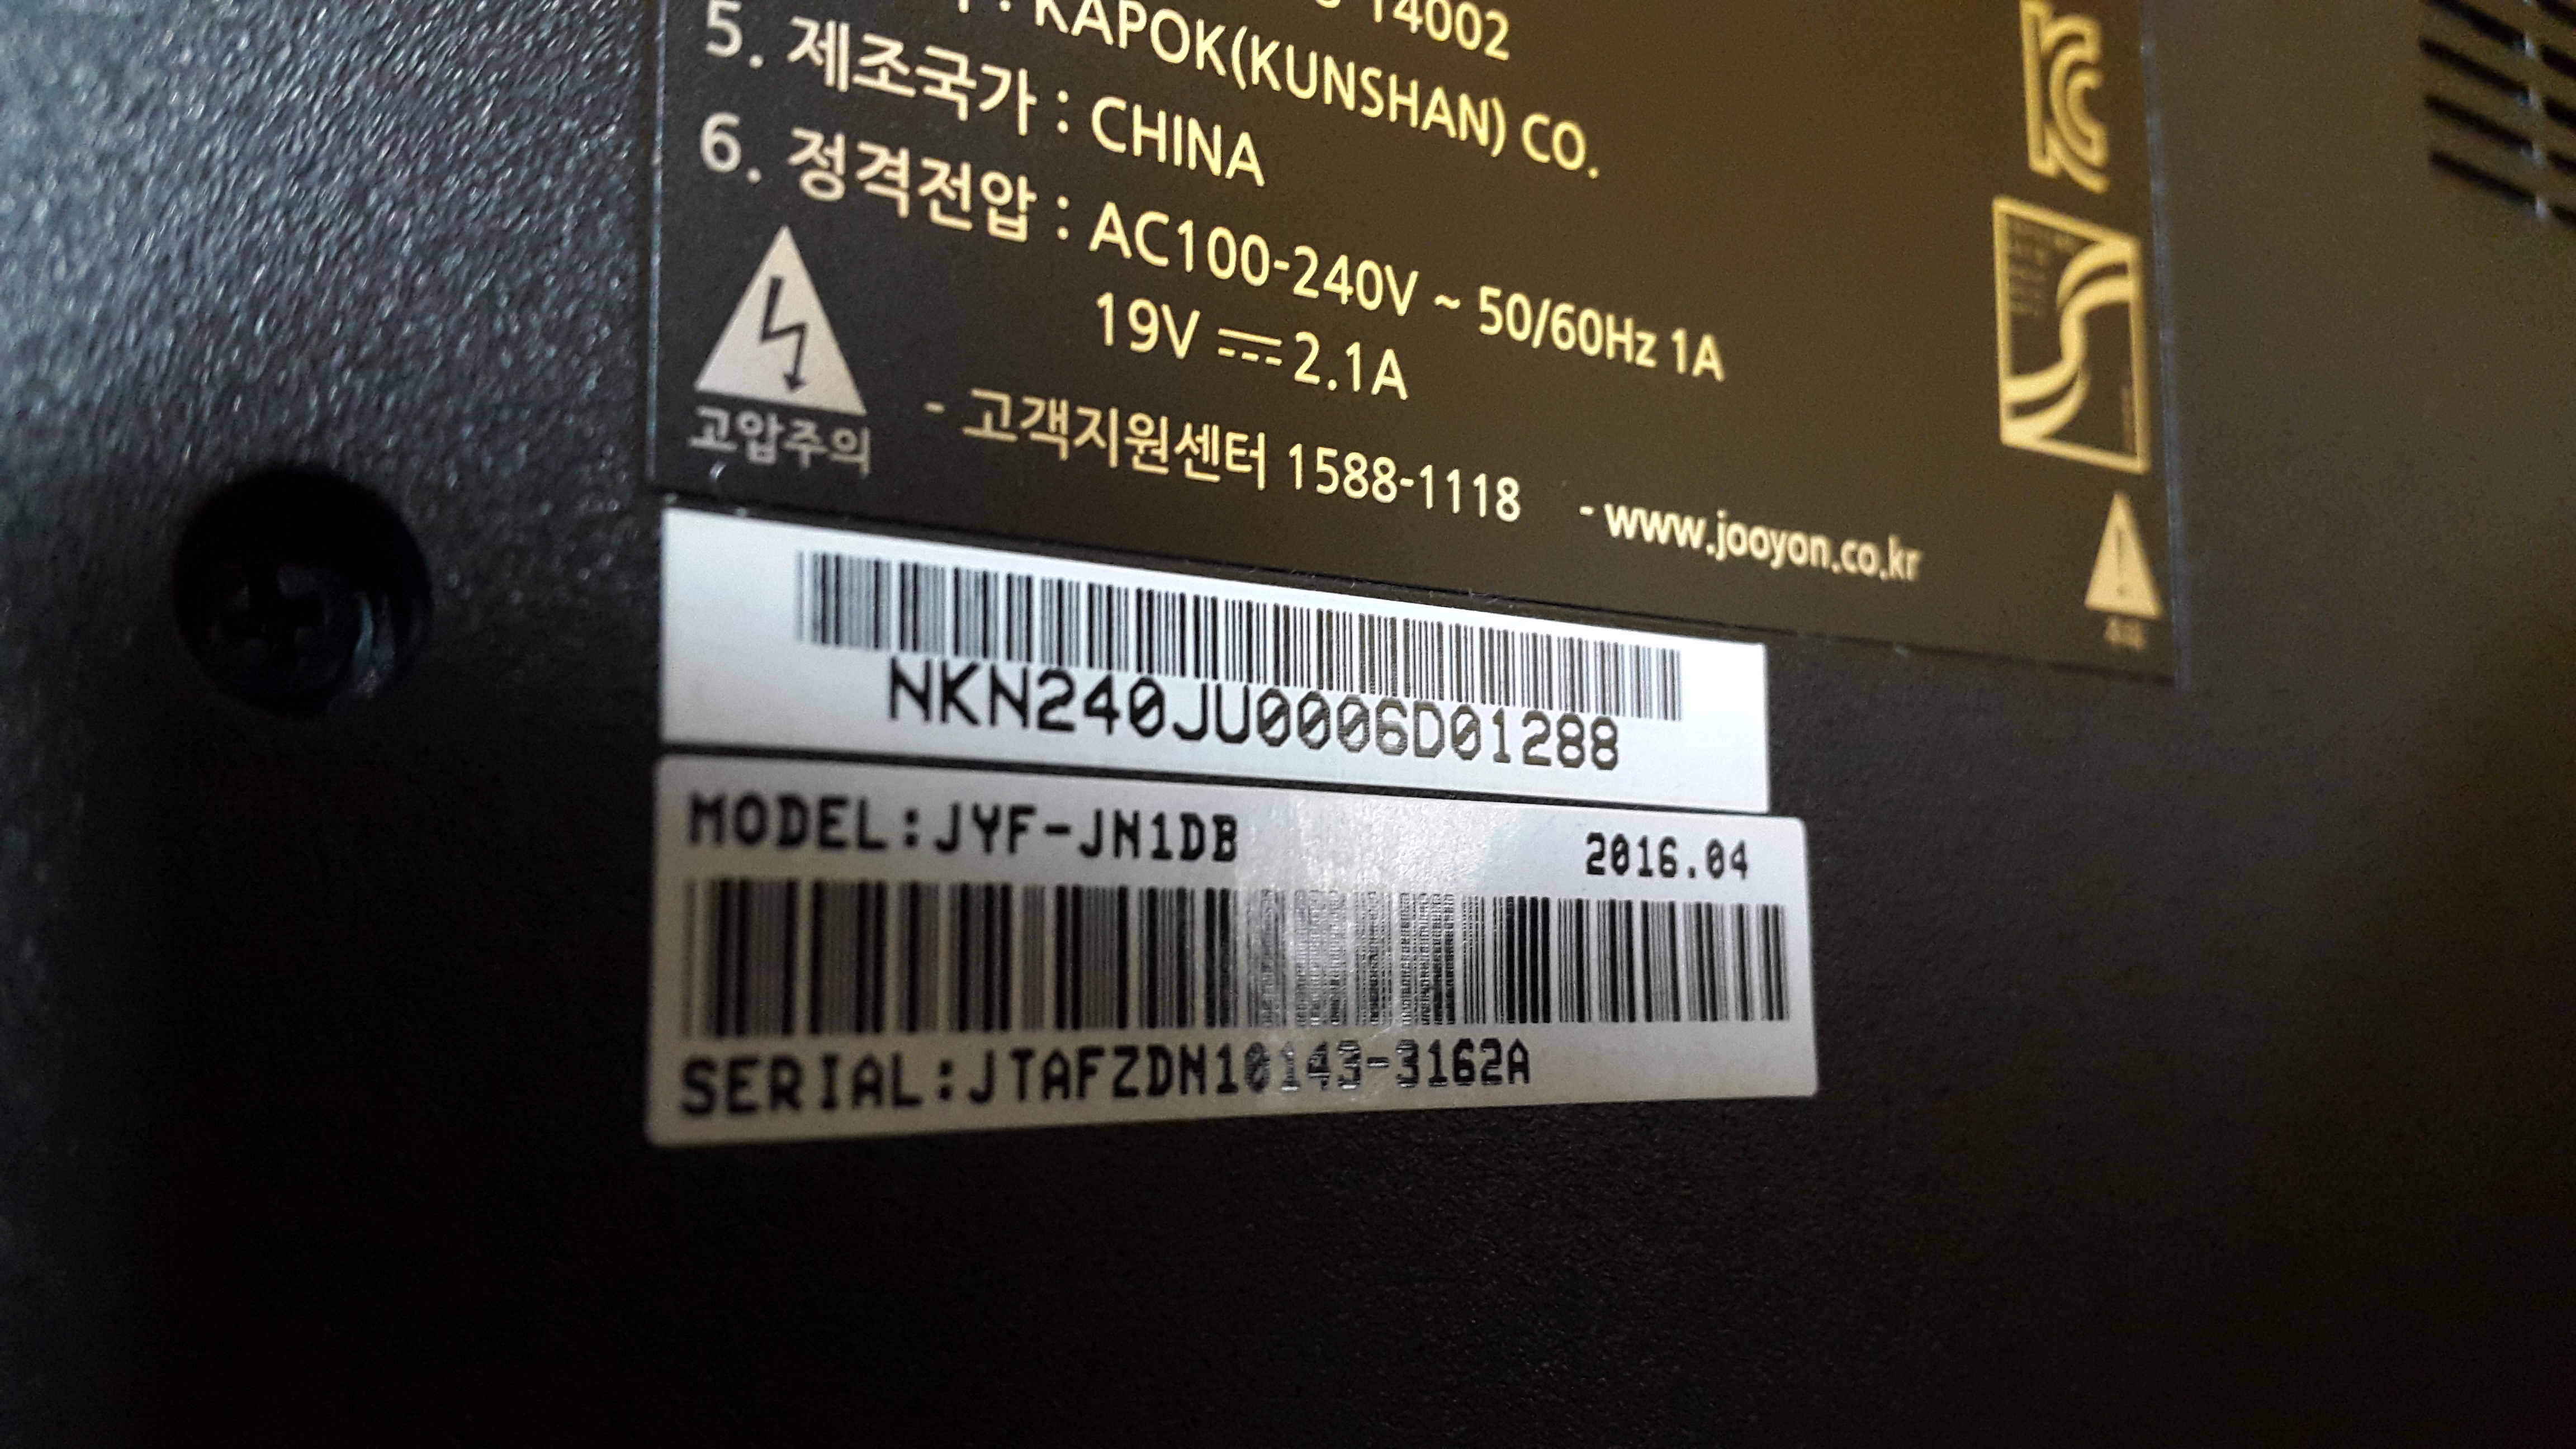 14002
: KAPOK(KUNSHAN) CO.
5. 제조국가 : CHINA
6. 정격전압 : AC100-240V ~ 50/60Hz 1A
19V ⎓ 2.1A
고압주의
- 고객지원센터 1588-1118 - www.jooyon.co.kr
NKN240JU0006D01288
MODEL:JYF-JN1DB 2016.04
SERIAL:JTAFZDN10143-3162A